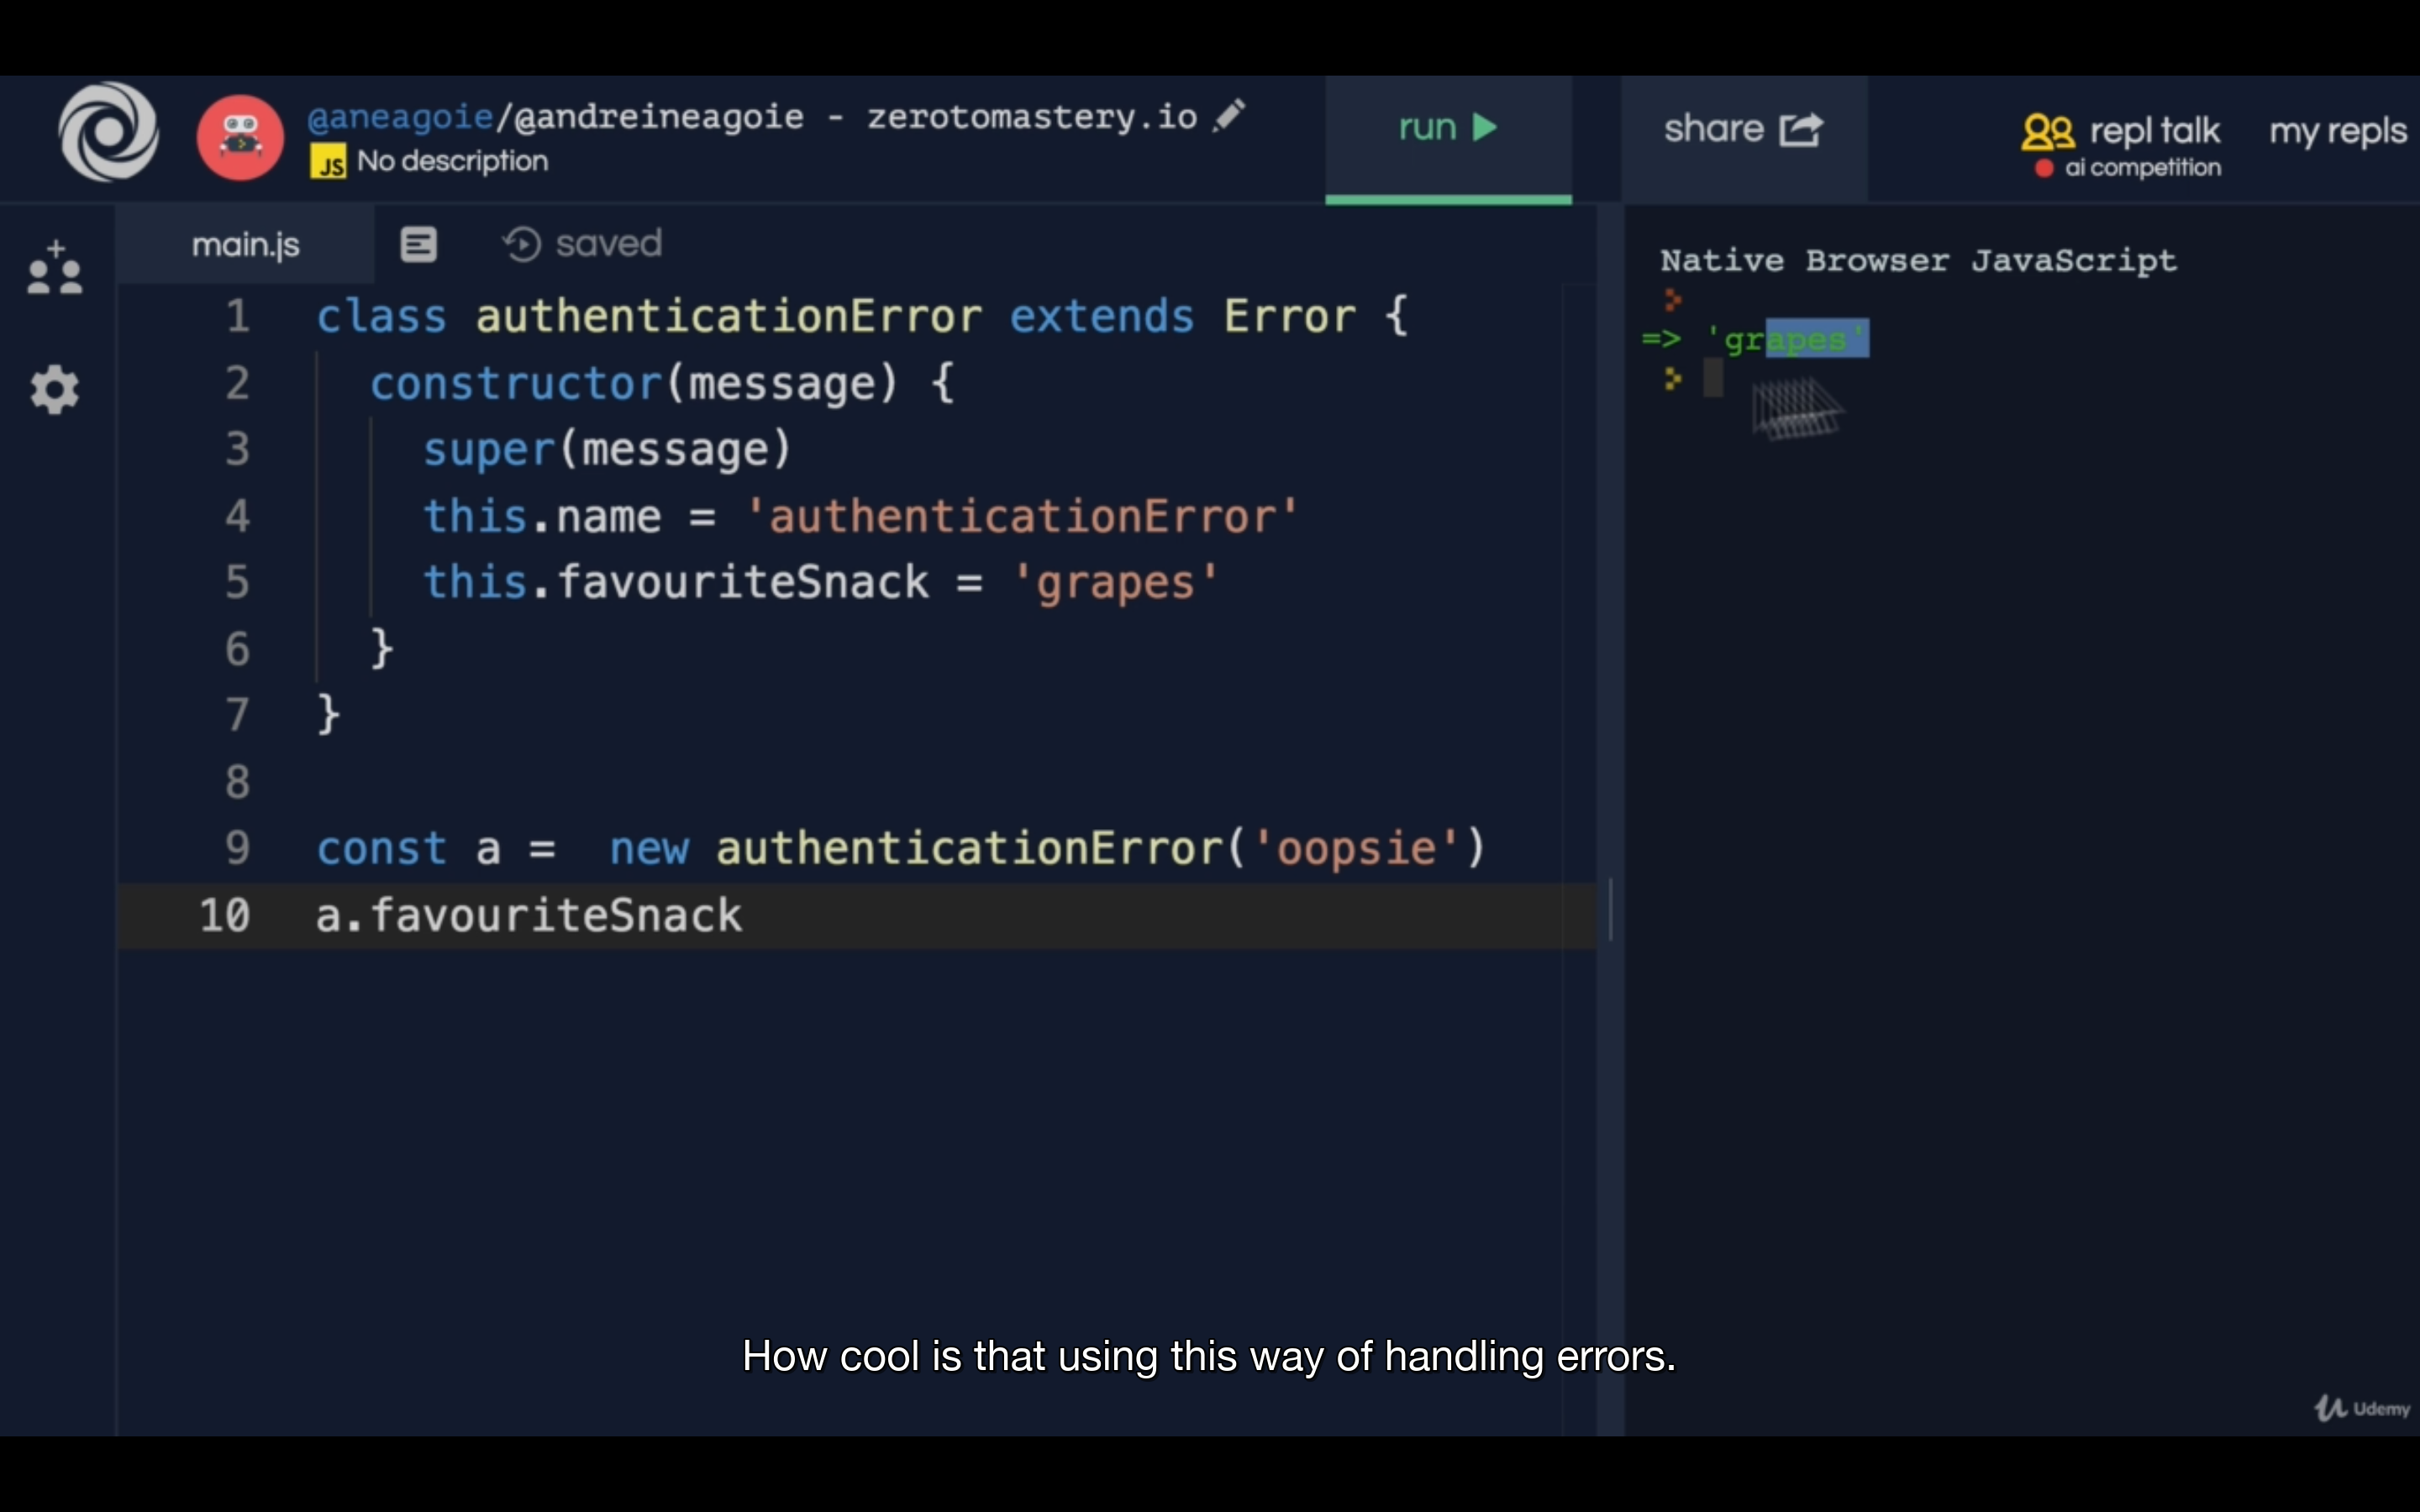 @aneagoie/@andreineagoie - zerotomastery.io
JS No description
run
share
repl talk
ai competition
my repls
main.js
saved
1 class authenticationError extends Error {
2 constructor(message) {
3 super(message)
4 this.name = 'authenticationError'
5 this.favouriteSnack = 'grapes'
6 }
7 }
8
9 const a =  new authenticationError('oopsie')
10 a.favouriteSnack
Native Browser JavaScript
>
=> 'grapes'
>
How cool is that using this way of handling errors.
Udemy